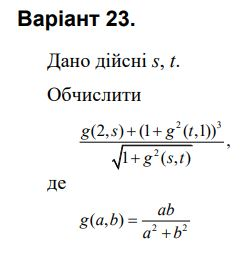 Варіант 23.
Дано дійсні s, t.
Обчислити
g(2,s)+(1+g²(t,1))³
√1+g²(s,t) ,
де
g(a,b)= ab
a²+b²